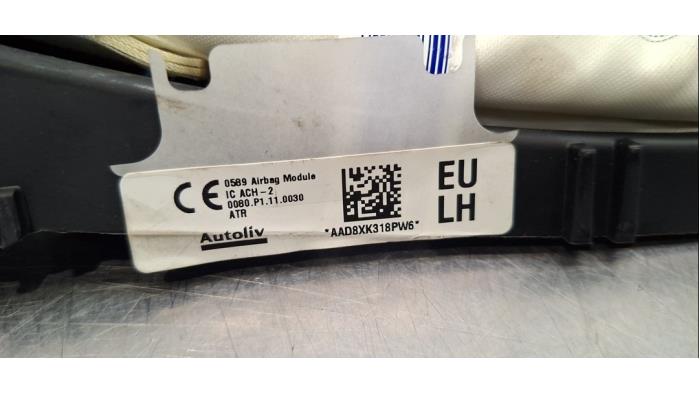 CE 0589 Airbag Module
IC ACH-2
0080.P1.11.0030
ATR
Autoliv
*AAD8XK318PW6*
EU
LH